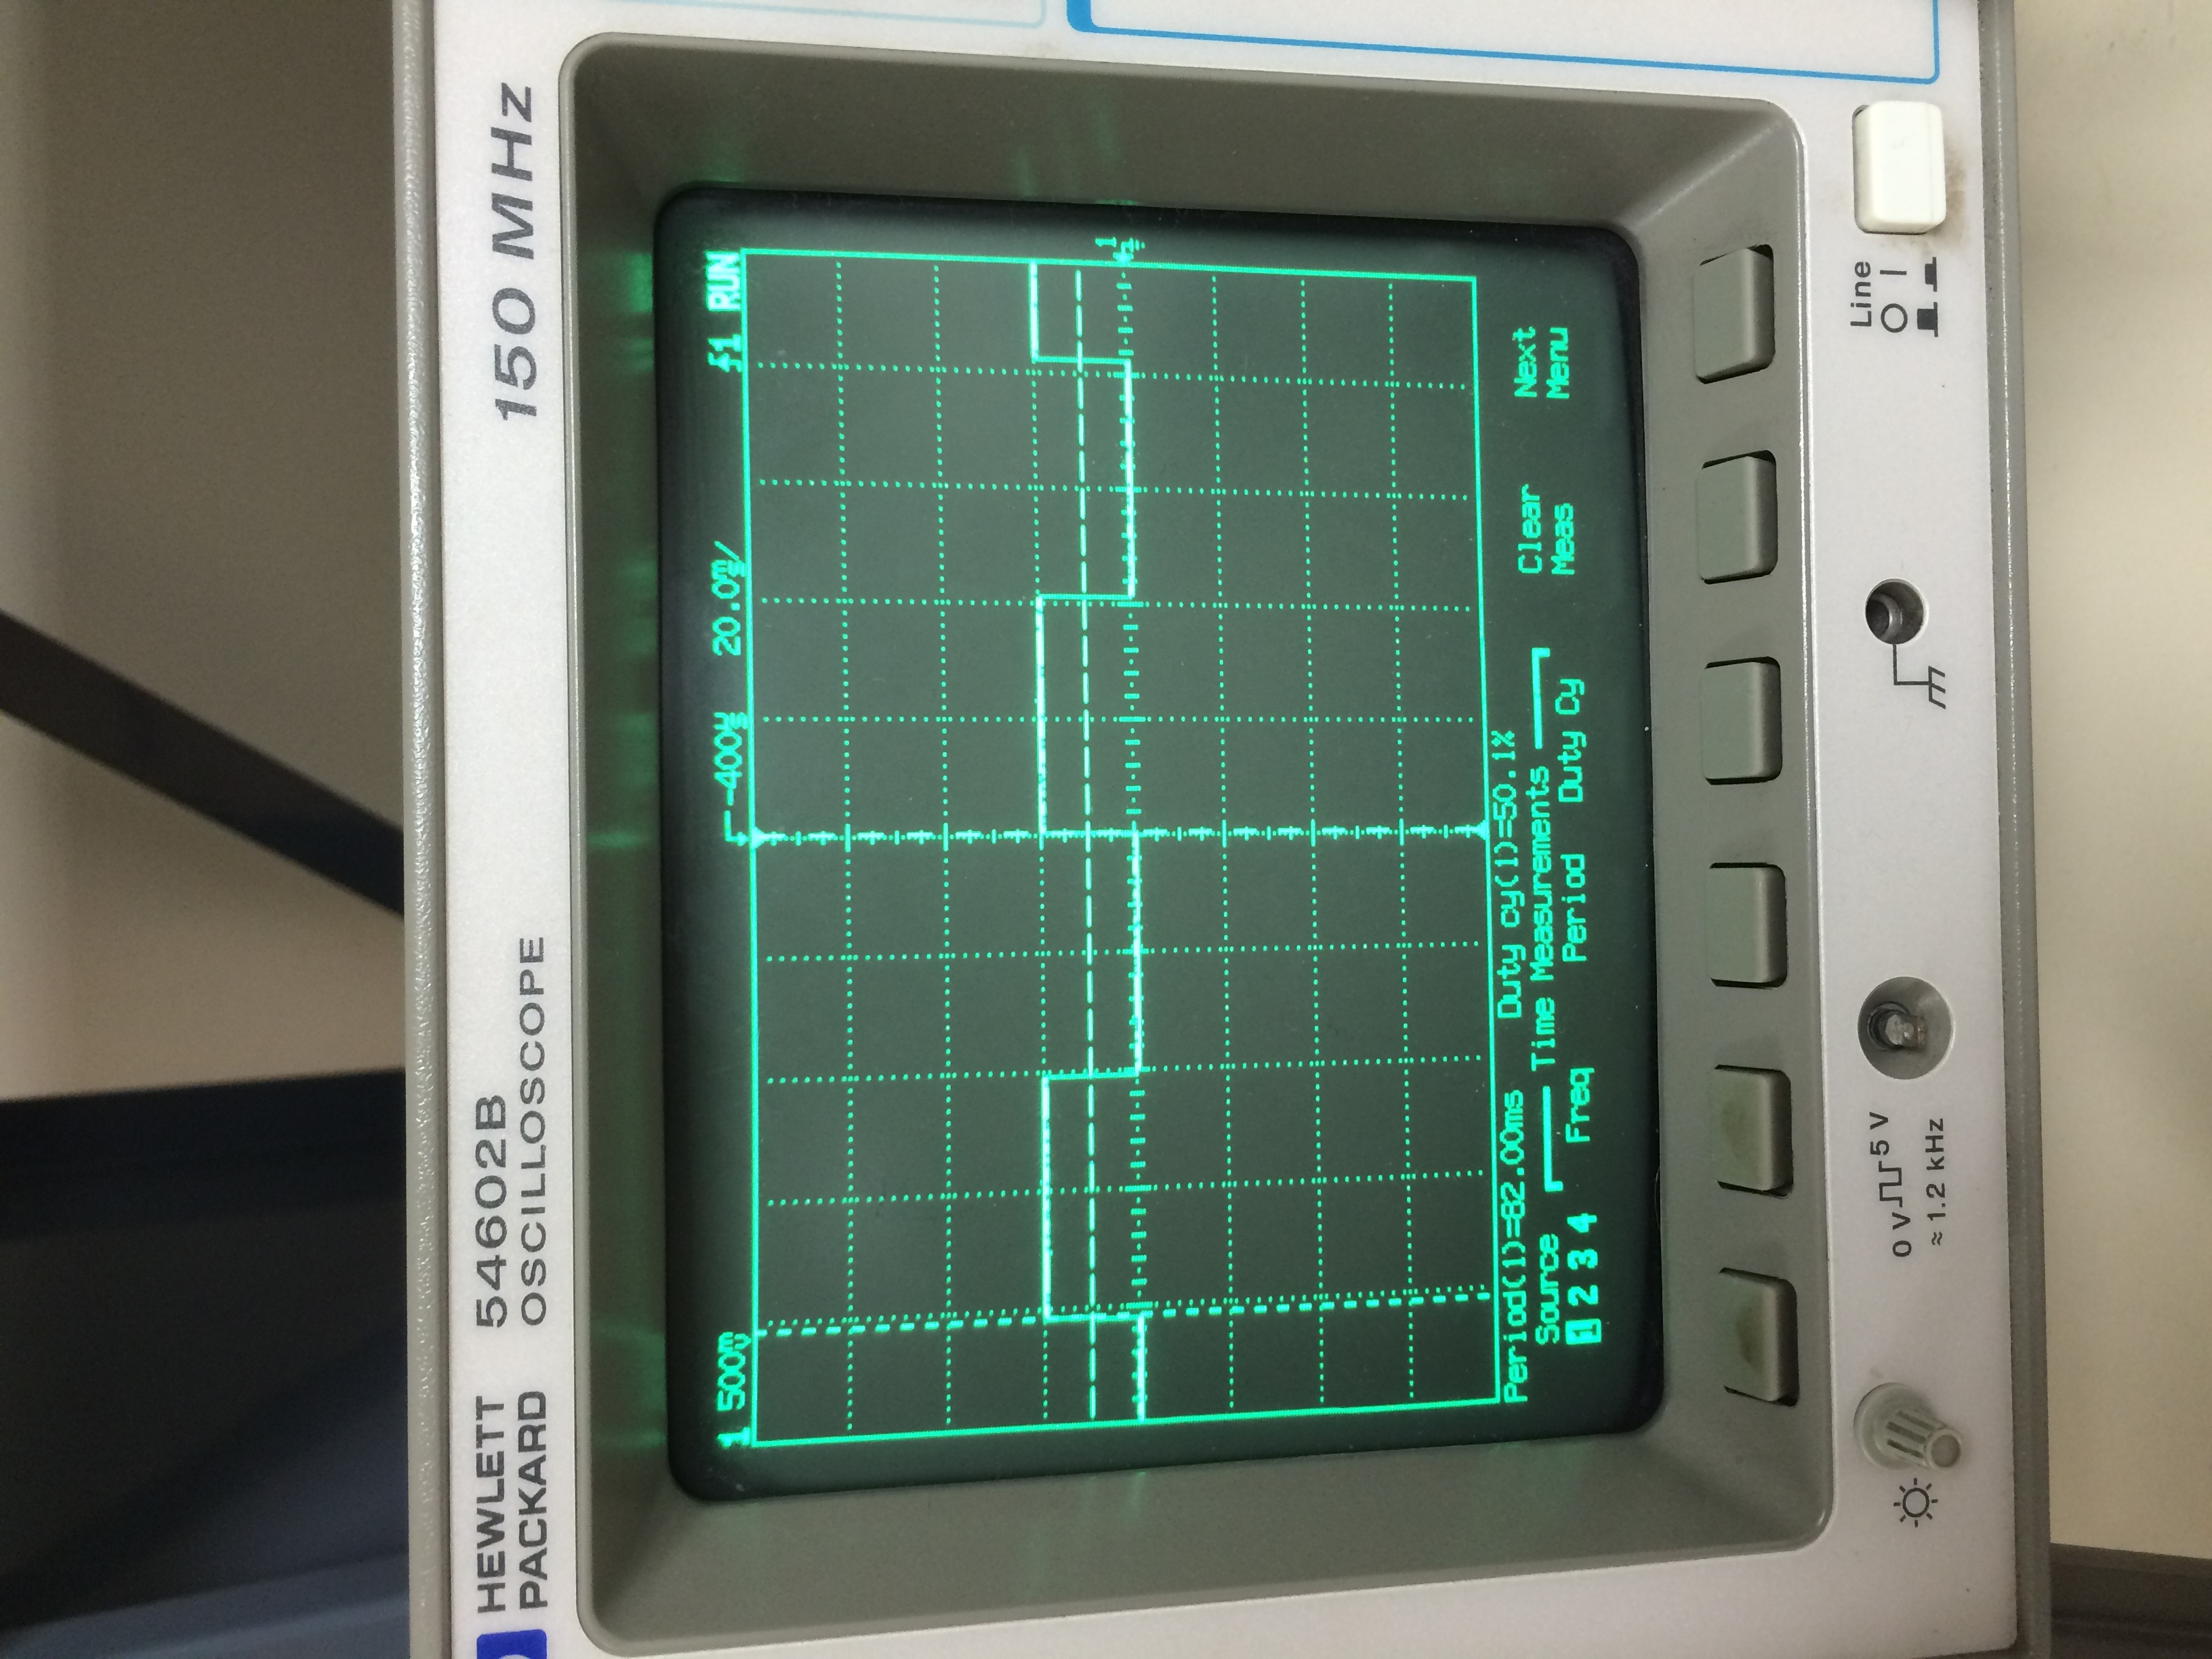 HEWLETT PACKARD
54602B
OSCILLOSCOPE
150 MHz
1 500mV
-400µs 20.0ms/ 1 RUN
1
Period(1)=82.00ms Duty cy(1)=50.1%
Source Time Measurements Clear Next
1 2 3 4 Freq Period Duty Cy Meas Menu
0 V 5 V
≈ 1.2 kHz
Line